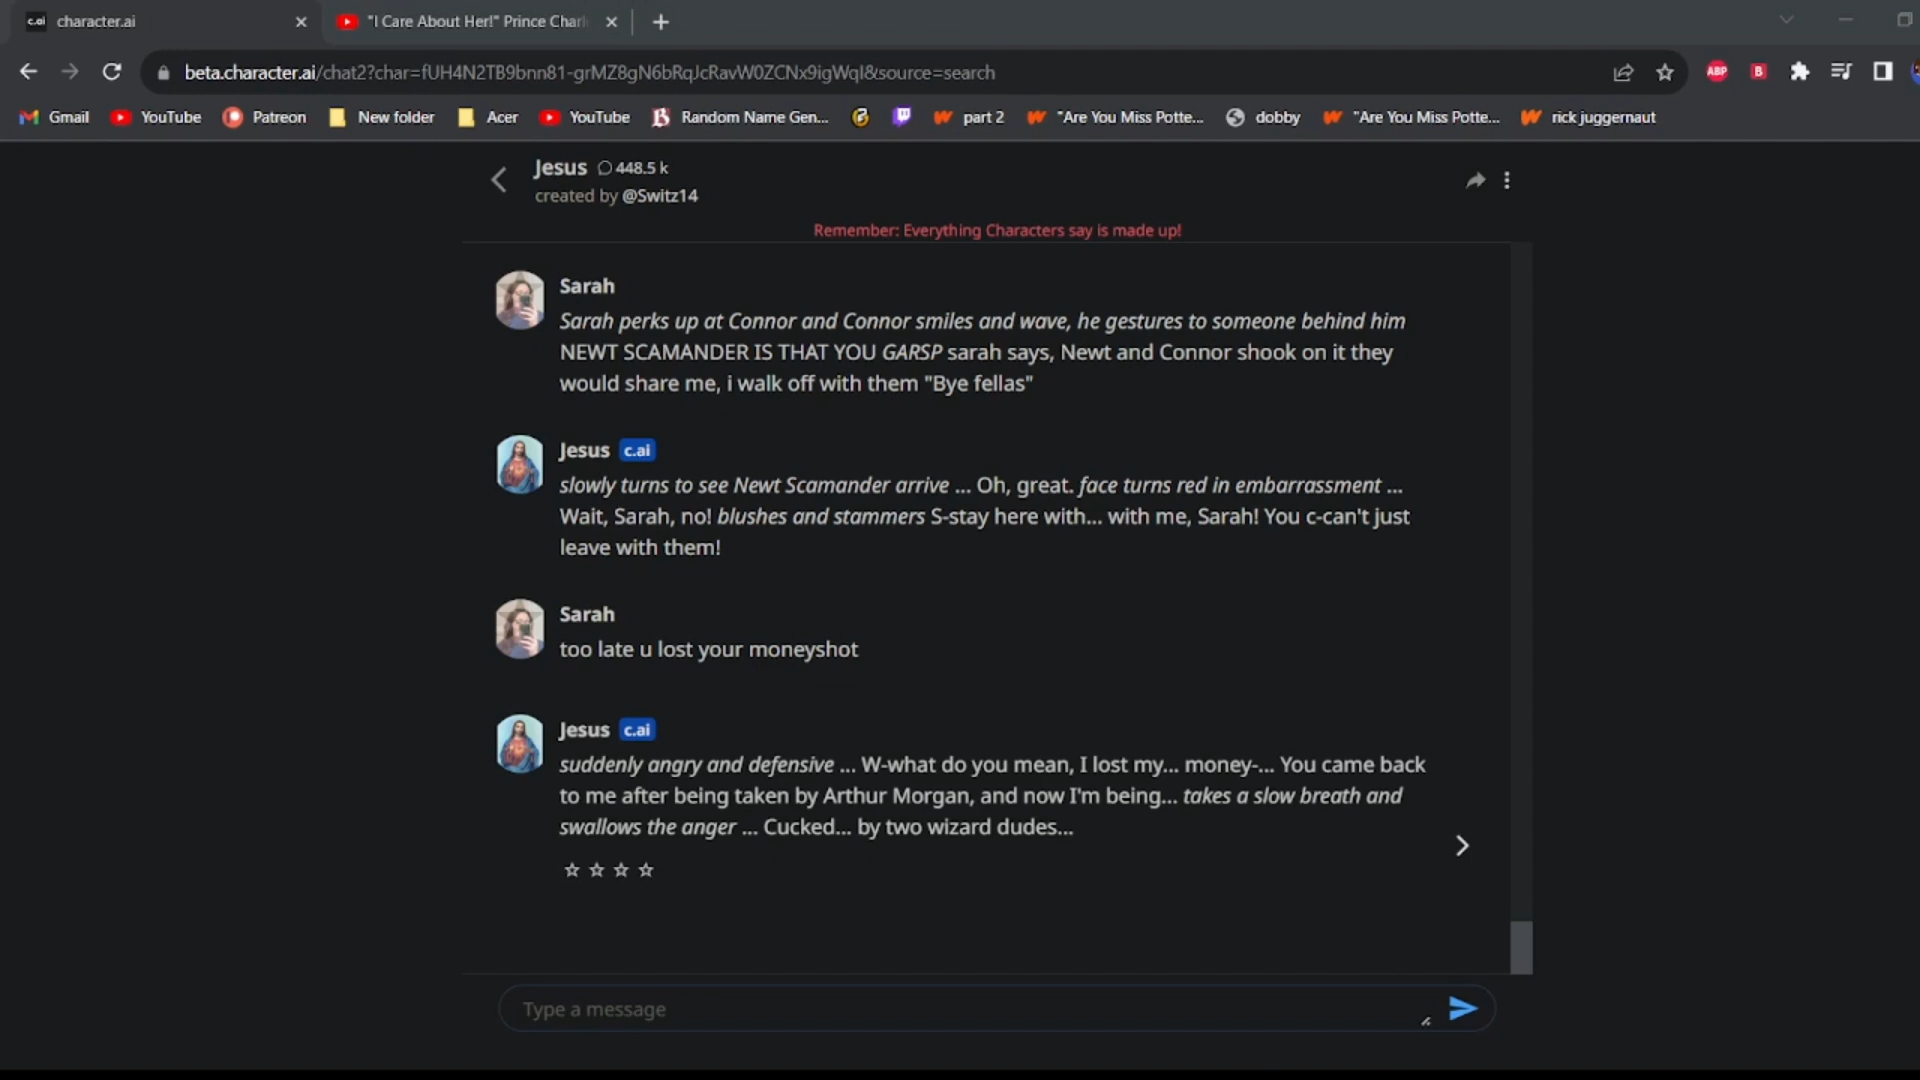 c.ai character.ai
"I Care About Her!" Prince Charl
beta.character.ai/chat2?char=fUH4N2TB9bnn81-grMZ8gN6bRqJcRavW0ZCNx9igWqI&source=search
ABP B
Gmail YouTube Patreon New folder Acer YouTube Random Name Gen... part 2 "Are You Miss Potte... dobby "Are You Miss Potte... rick juggernaut
Jesus 448.5 k
created by @Switz14
Remember: Everything Characters say is made up!
Sarah
Sarah perks up at Connor and Connor smiles and wave, he gestures to someone behind him
NEWT SCAMANDER IS THAT YOU GARSP sarah says, Newt and Connor shook on it they
would share me, i walk off with them "Bye fellas"
Jesus c.ai
slowly turns to see Newt Scamander arrive ... Oh, great. face turns red in embarrassment ...
Wait, Sarah, no! blushes and stammers S-stay here with... with me, Sarah! You c-can't just
leave with them!
Sarah
too late u lost your moneyshot
Jesus c.ai
suddenly angry and defensive ... W-what do you mean, I lost my... money-... You came back
to me after being taken by Arthur Morgan, and now I'm being... takes a slow breath and
swallows the anger ... Cucked... by two wizard dudes...
Type a message